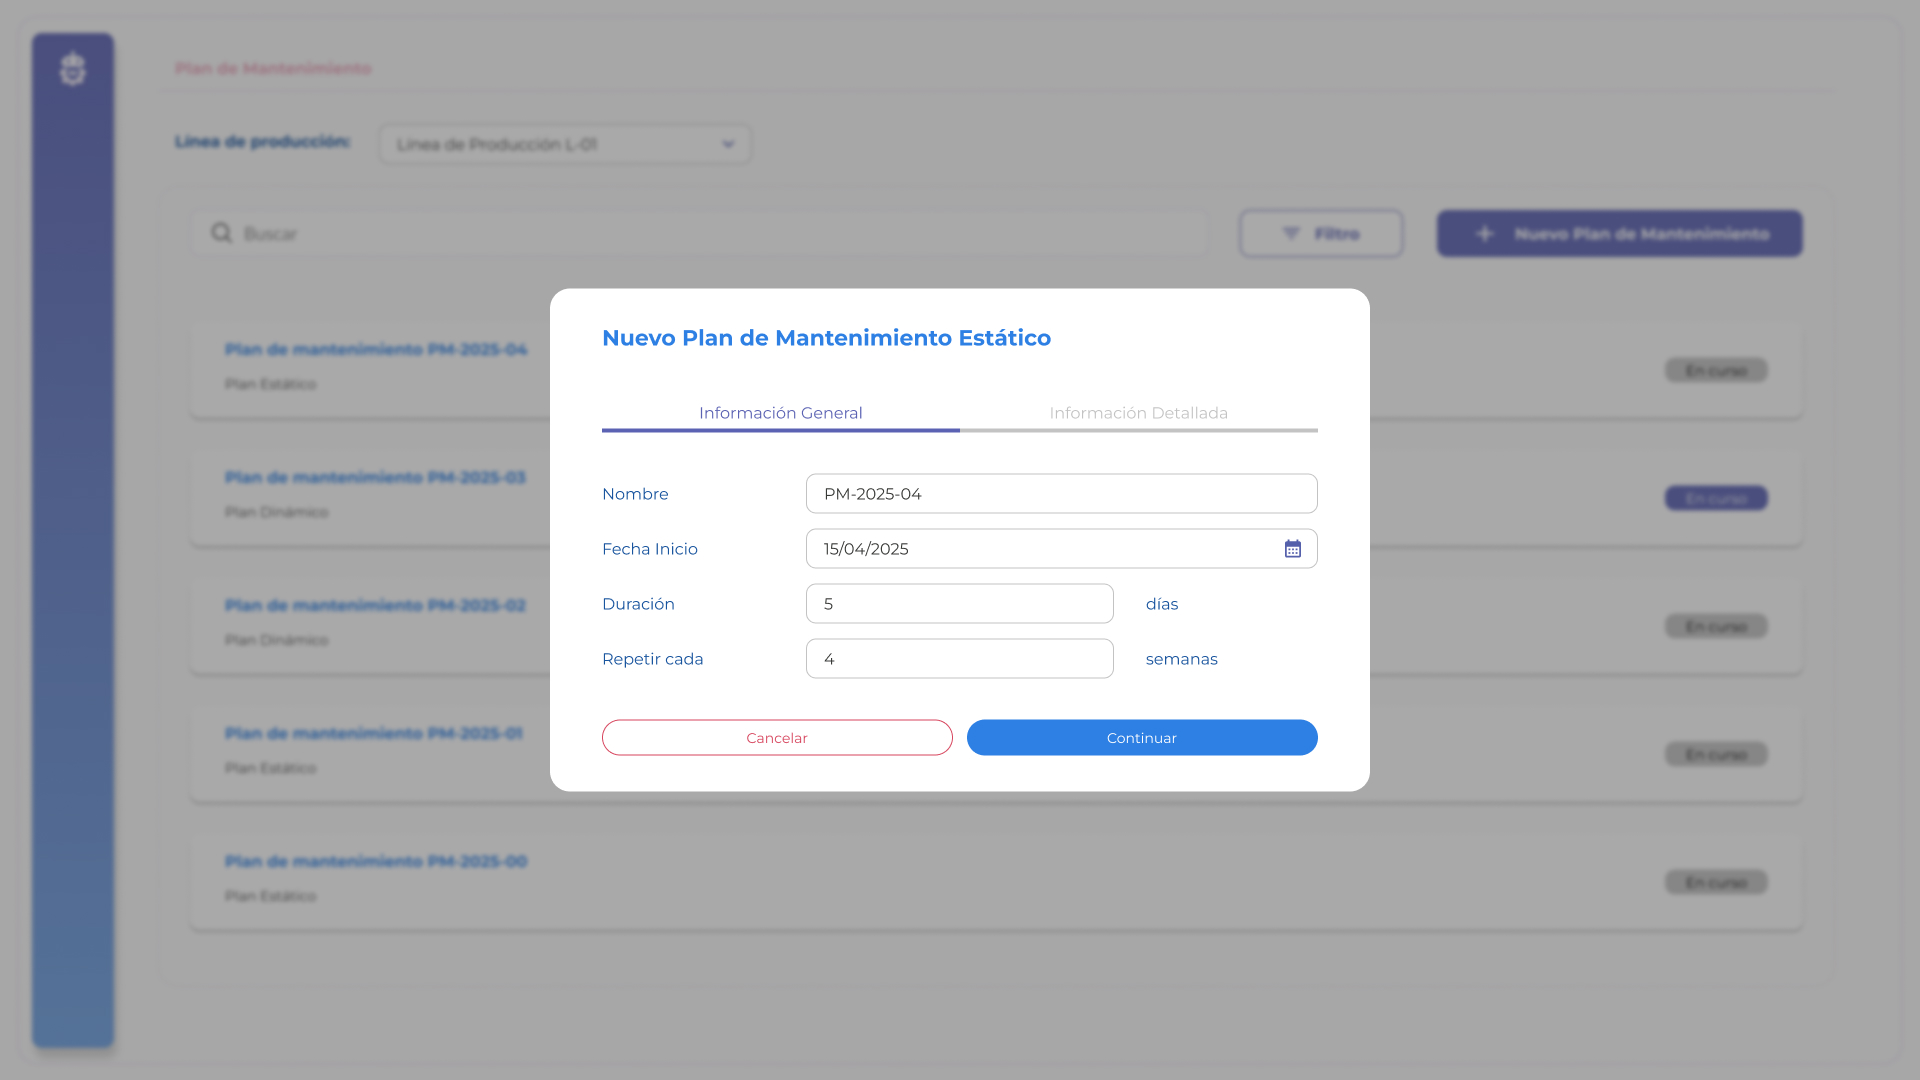 Plan de Mantenimiento
Línea de producción:
Línea de Producción L-01
Buscar
Filtro
Nuevo Plan de Mantenimiento
Nuevo Plan de Mantenimiento Estático
Información General
Información Detallada
Nombre
PM-2025-04
Fecha Inicio
15/04/2025
Duración
5
días
Repetir cada
4
semanas
Cancelar
Continuar
Plan de mantenimiento PM-2025-04
Plan Estático
En curso
Plan de mantenimiento PM-2025-03
Plan Dinámico
En curso
Plan de mantenimiento PM-2025-02
Plan Dinámico
En curso
Plan de mantenimiento PM-2025-01
Plan Estático
En curso
Plan de mantenimiento PM-2025-00
Plan Estático
En curso